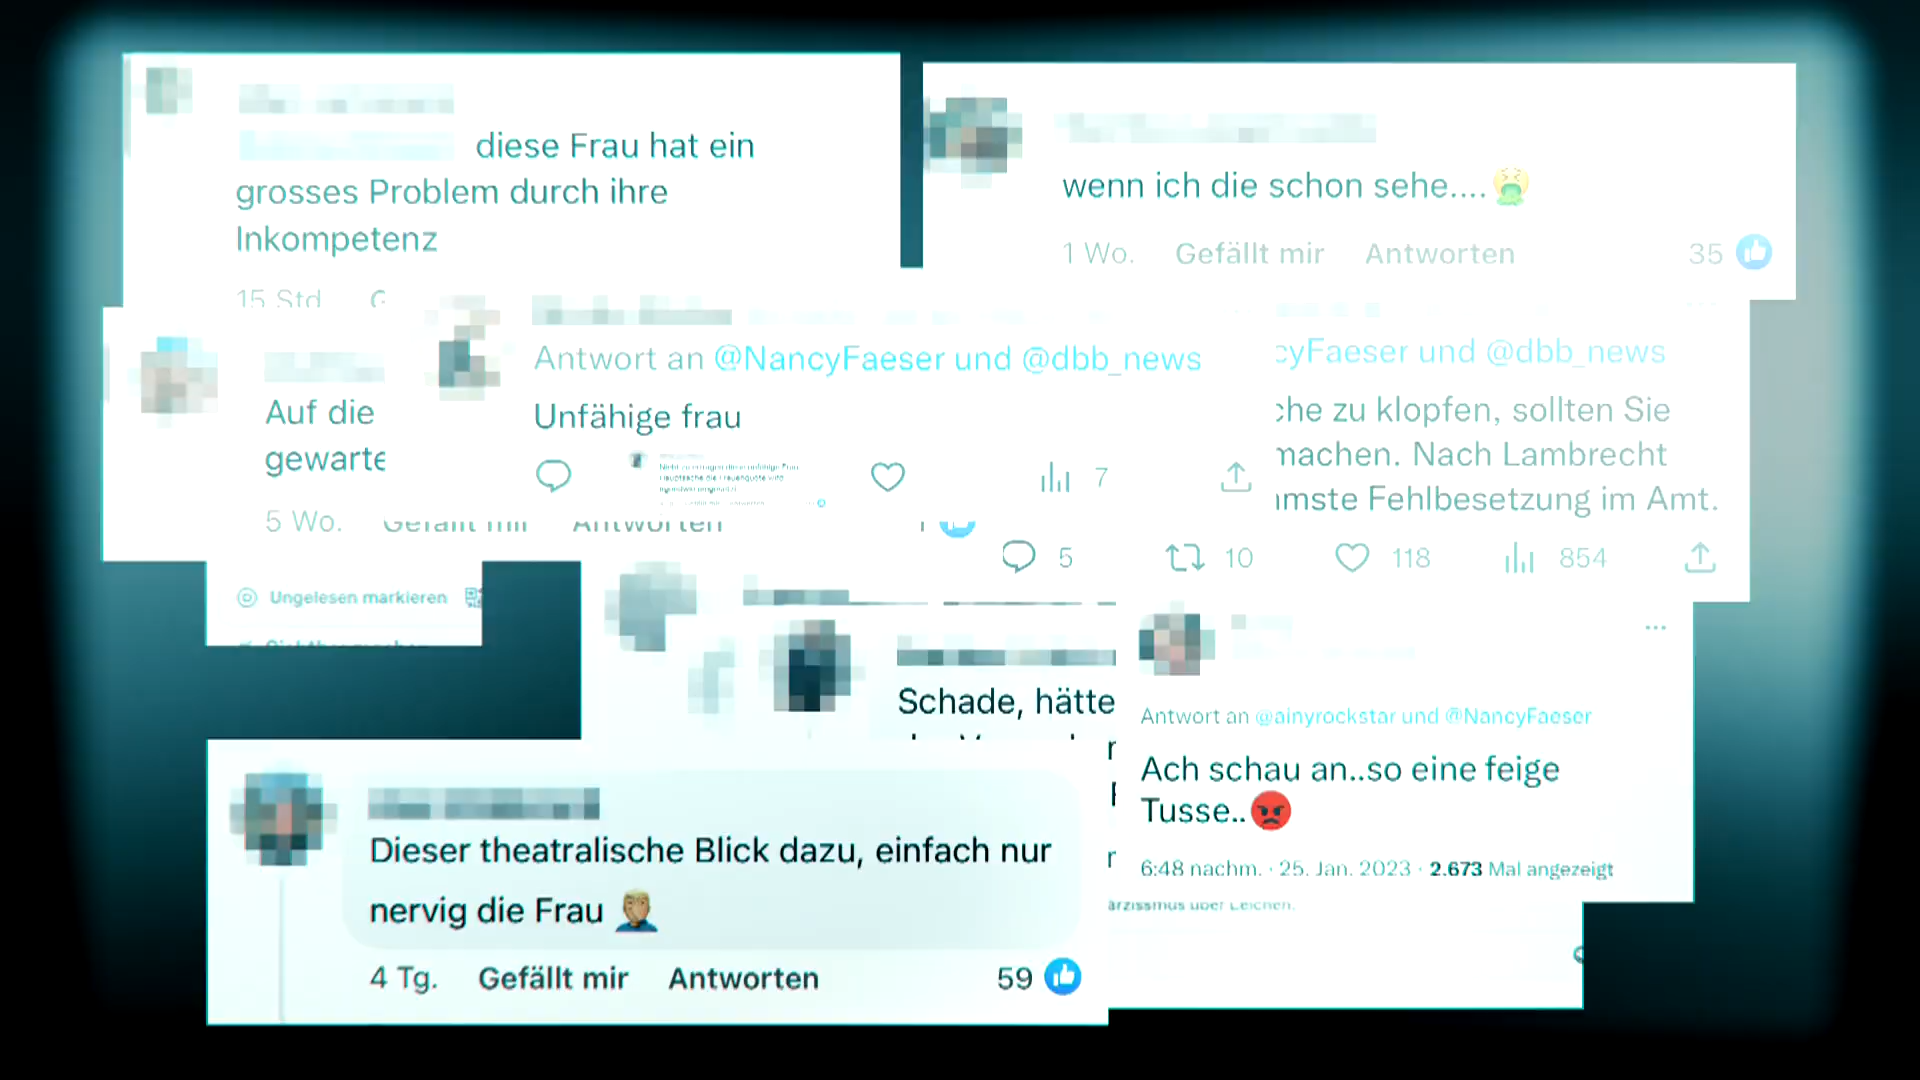 diese Frau hat ein
grosses Problem durch ihre
Inkompetenz
15 Std
wenn ich die schon sehe....
1 Wo. Gefällt mir Antworten 35
Auf die
5 Wo. Gefällt mir Antworten 1
Antwort an @NancyFaeser und @dbb_news
Unfähige frau
7
cyFaeser und @dbb_news
che zu klopfen, sollten Sie
machen. Nach Lambrecht
mste Fehlbesetzung im Amt.
5 10 118 854
Ungelesen markieren
Schade, hätte
Antwort an @ainyrockstar und @NancyFaeser
Ach schau an..so eine feige
Tusse..
6:48 nachm. · 25. Jan. 2023 · 2.673 Mal angezeigt
arzissmus über Leichen.
Dieser theatralische Blick dazu, einfach nur
nervig die Frau
4 Tg. Gefällt mir Antworten 59